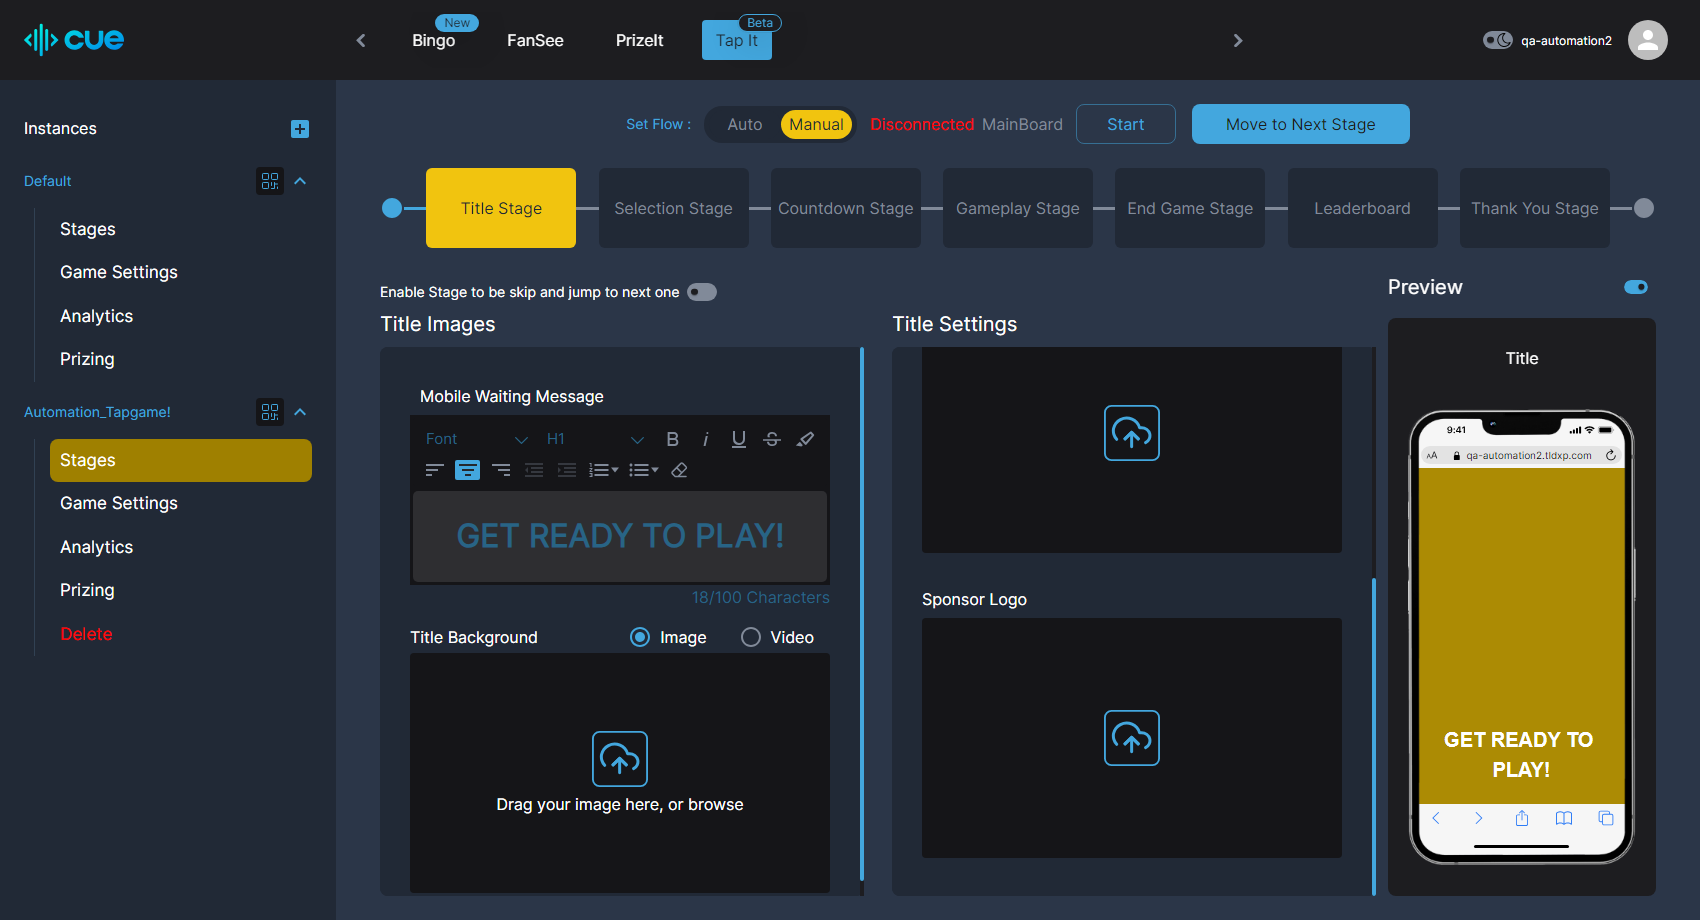 cue
Bingo
New
FanSee
PrizeIt
Tap It
Beta
qa-automation2
Instances
Default
Stages
Game Settings
Analytics
Prizing
Automation_Tapgame!
Stages
Game Settings
Analytics
Prizing
Delete
Set Flow :
Auto
Manual
Disconnected MainBoard
Start
Move to Next Stage
Title Stage
Selection Stage
Countdown Stage
Gameplay Stage
End Game Stage
Leaderboard
Thank You Stage
Enable Stage to be skip and jump to next one
Title Images
Mobile Waiting Message
Font
H1
B
i
U
S
GET READY TO PLAY!
18/100 Characters
Title Background
Image
Video
Drag your image here, or browse
Title Settings
Sponsor Logo
Preview
Title
9:41
AA
qa-automation2.tldxp.com
GET READY TO
PLAY!